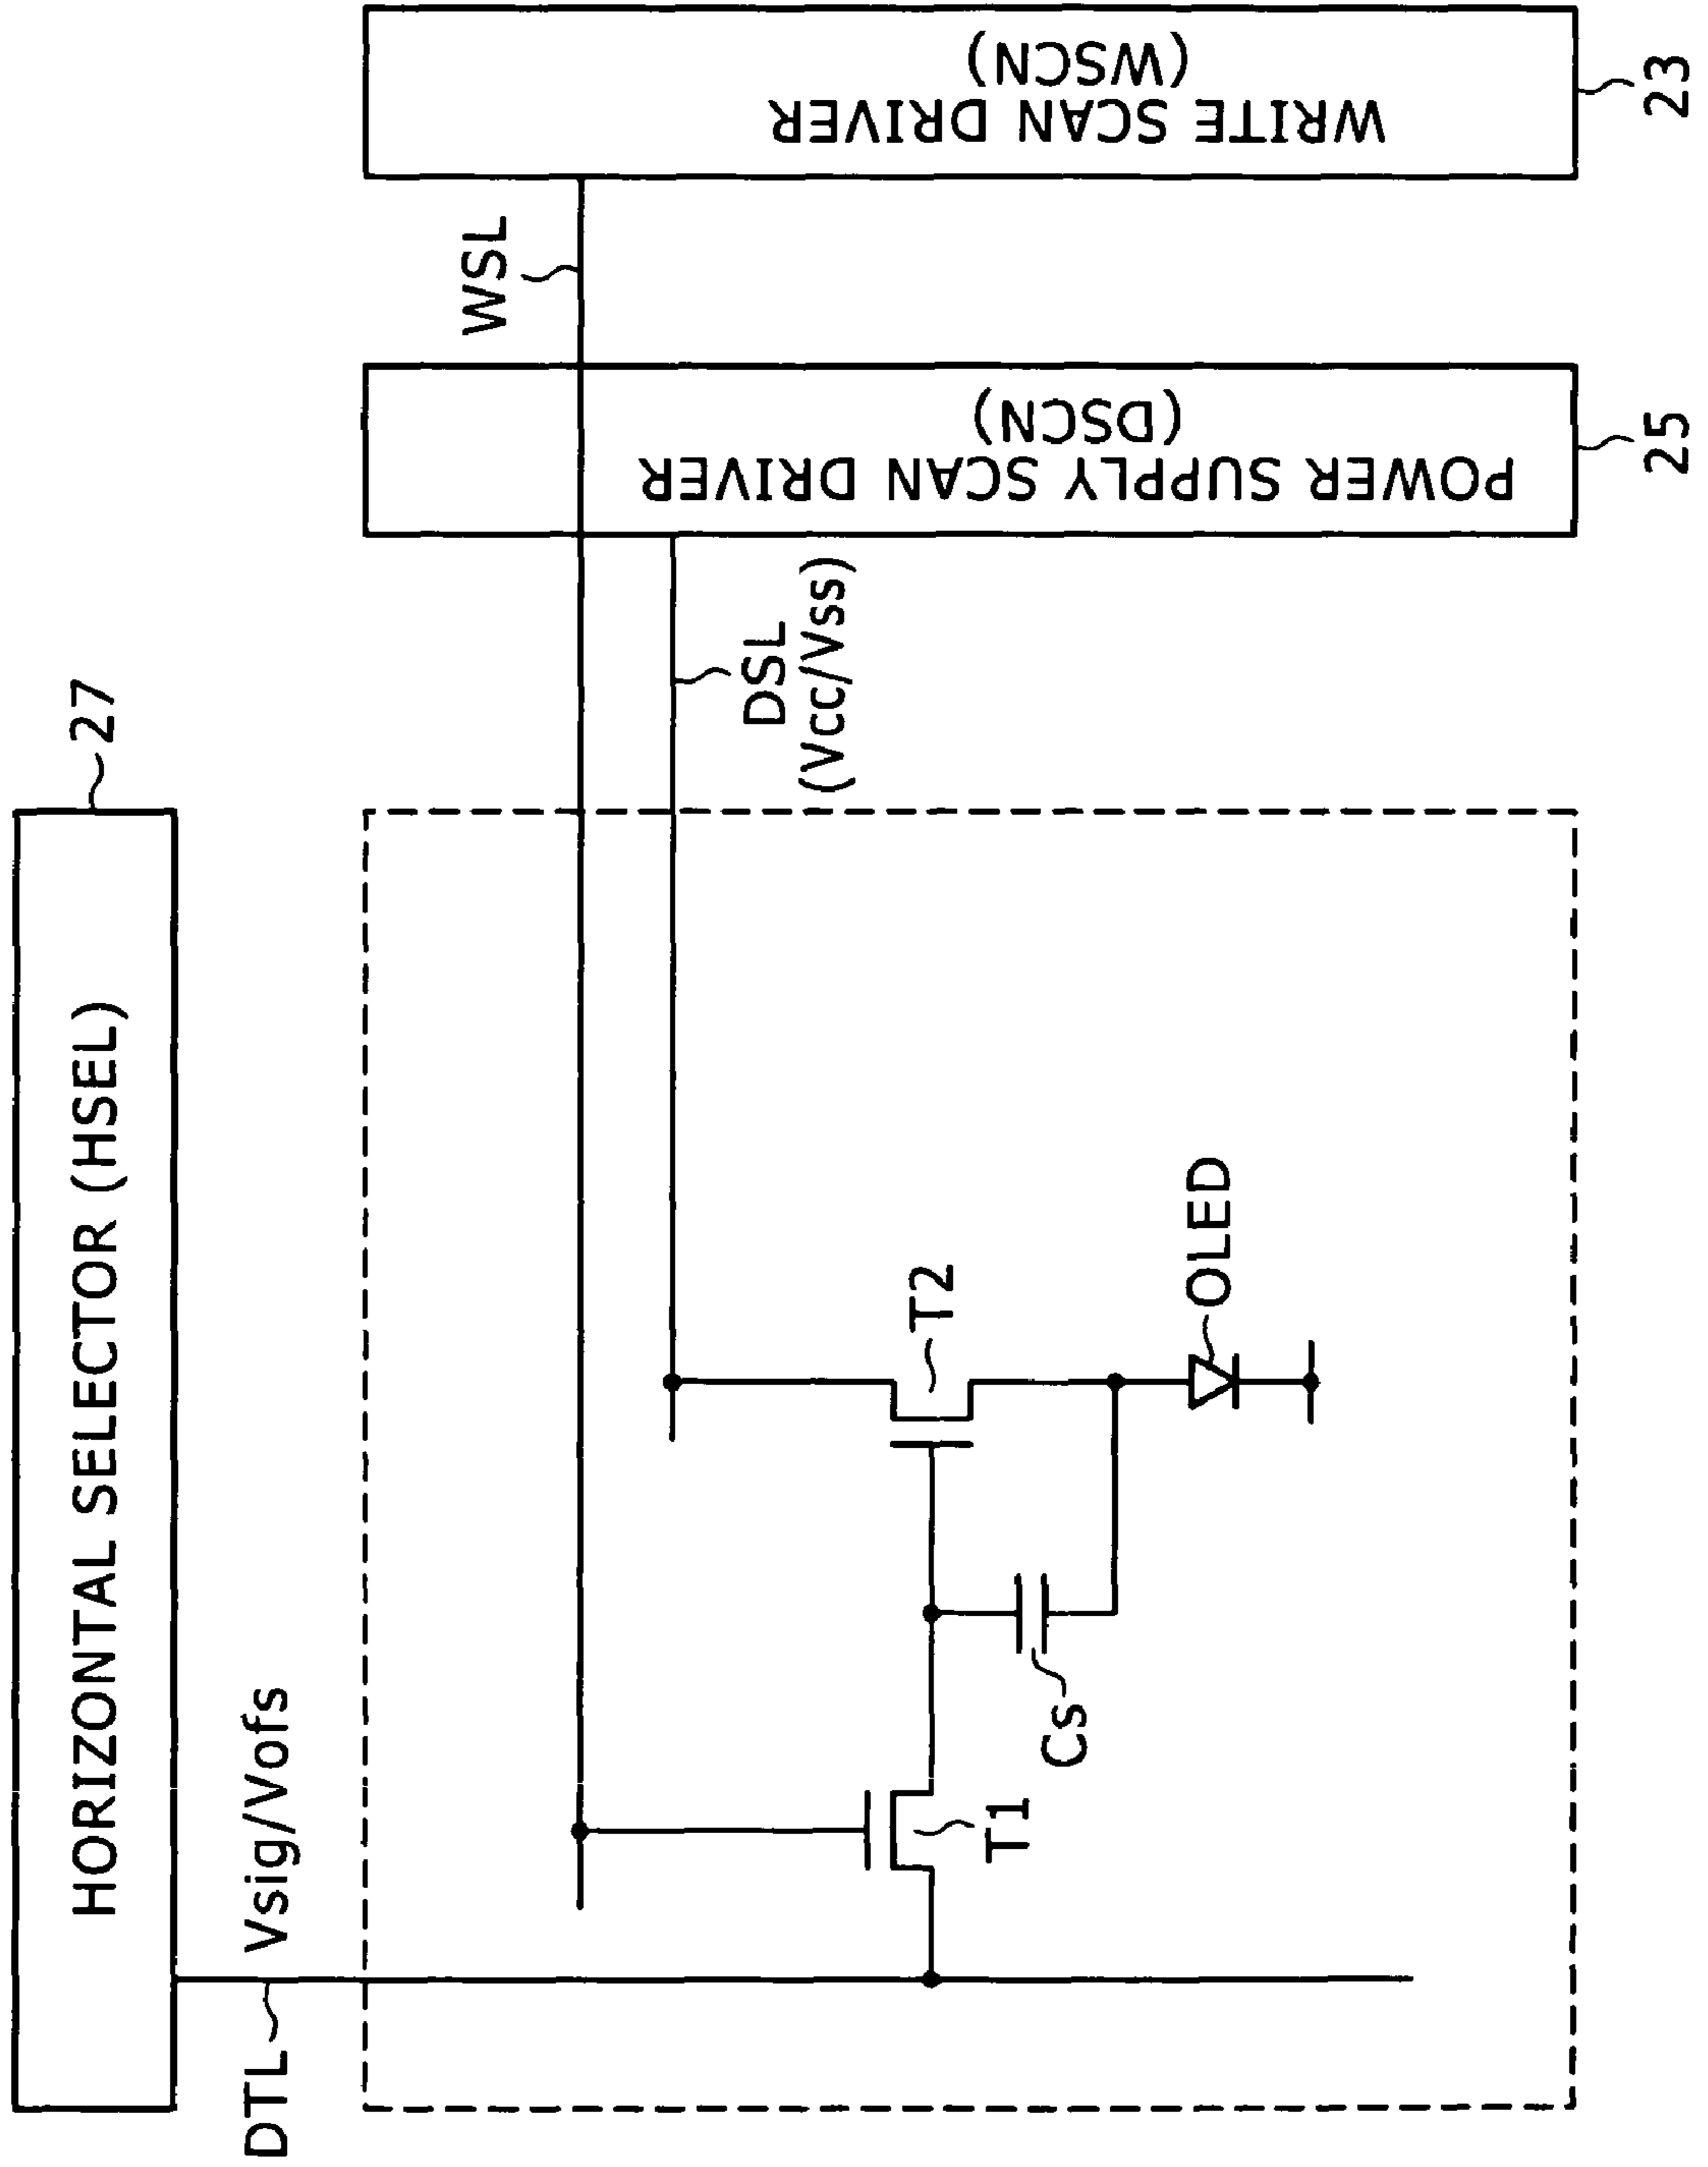 HORIZONTAL SELECTOR (HSEL)
27
DTL
Vsig/Vofs
WSL
DSL
(Vcc/Vss)
T1
Cs
T2
OLED
POWER SUPPLY SCAN DRIVER
(DSCN)
25
WRITE SCAN DRIVER
(WSCN)
23